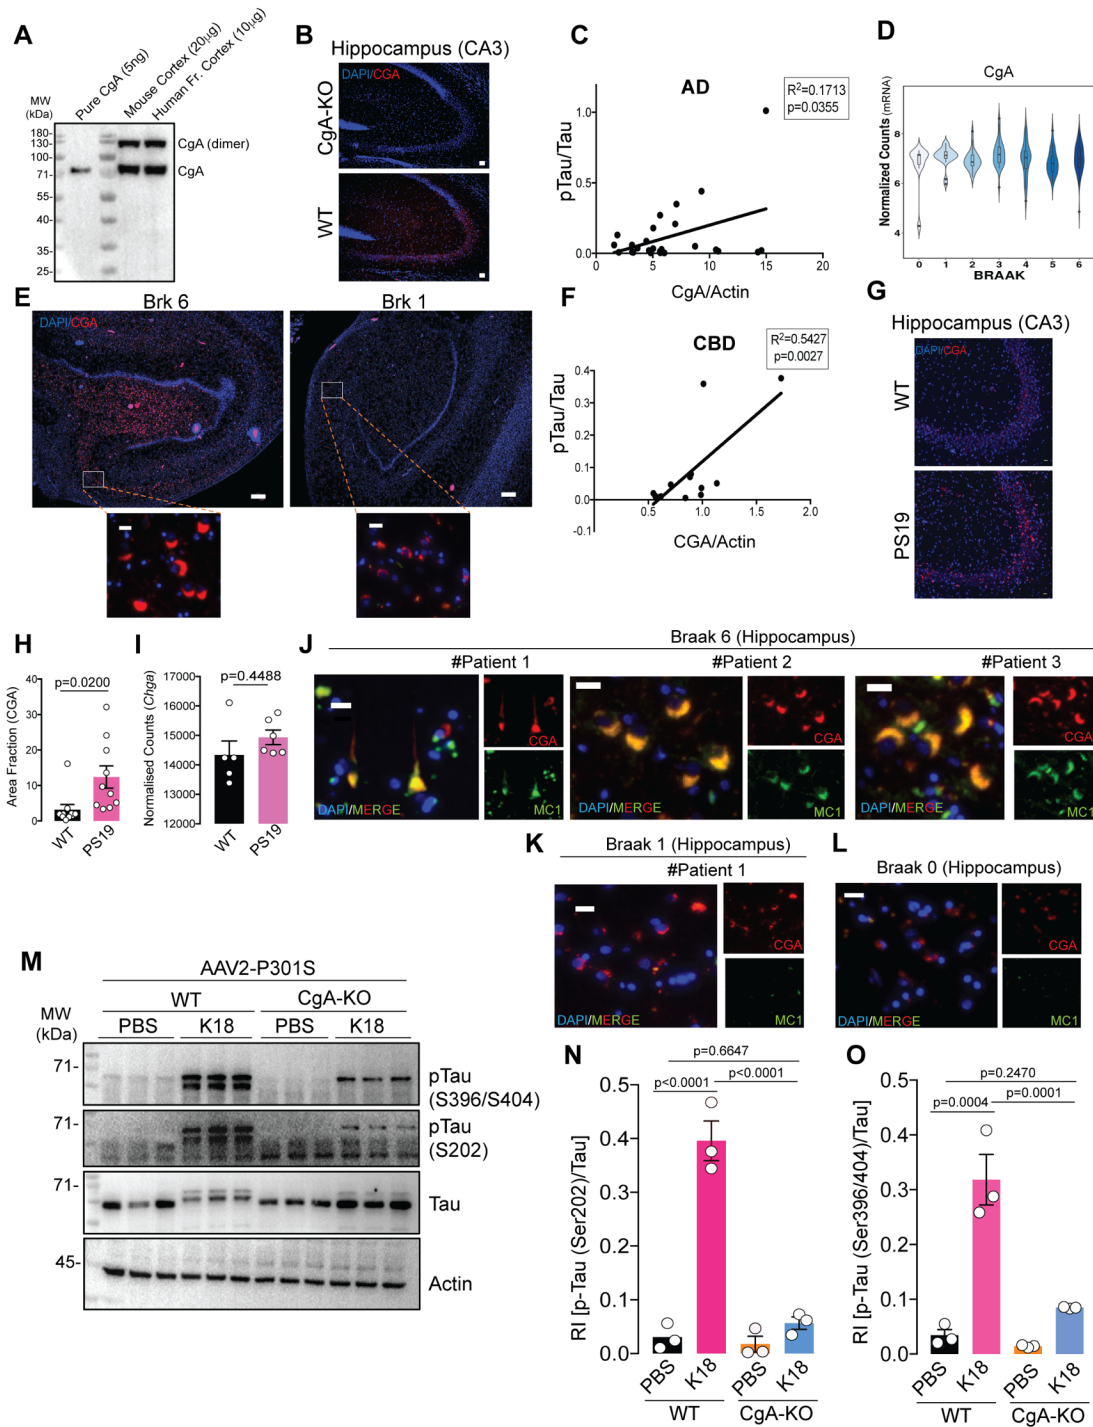 A
MW
(kDa)
Pure CgA (5ng)
Mouse Cortex (20μg)
Human Fr. Cortex (10μg)
180-
130-
100-
71-
55-
40-
35-
25-
CgA (dimer)
CgA
B
Hippocampus (CA3)
CgA-KO
DAPI/CGA
WT
C
AD
R²=0.1713
p=0.0355
pTau/Tau
1.0
0.5
0.0
0 5 10 15 20
CgA/Actin
D
CgA
Normalized Counts (mRNA)
8
6
4
0 1 2 3 4 5 6
BRAAK
E
Brk 6
Brk 1
DAPI/CGA
F
CBD
R²=0.5427
p=0.0027
pTau/Tau
0.4
0.3
0.2
0.1
0.0
-0.1
0.5 1.0 1.5 2.0
CGA/Actin
G
Hippocampus (CA3)
WT
DAPI/CGA
PS19
H
p=0.0200
Area Fraction (CGA)
40
30
20
10
0
WT
PS19
I
p=0.4488
Normalised Counts (Chga)
17000
16000
15000
14000
13000
12000
WT
PS19
J
Braak 6 (Hippocampus)
#Patient 1
#Patient 2
#Patient 3
DAPI/MERGE
CGA
MC1
DAPI/MERGE
CGA
MC1
DAPI/MERGE
CGA
MC1
K
Braak 1 (Hippocampus)
#Patient 1
DAPI/MERGE
CGA
MC1
L
Braak 0 (Hippocampus)
DAPI/MERGE
CGA
MC1
M
AAV2-P301S
MW
(kDa)
WT
CgA-KO
PBS
K18
PBS
K18
71-
pTau
(S396/S404)
71-
pTau
(S202)
71-
Tau
45-
Actin
N
p=0.6647
p<0.0001
p<0.0001
RI [p-Tau (Ser202)/Tau]
0.5
0.4
0.3
0.2
0.1
0.0
PBS
K18
PBS
K18
WT
CgA-KO
O
p=0.2470
p=0.0004
p=0.0001
RI [p-Tau (Ser396/404)/Tau]
0.5
0.4
0.3
0.2
0.1
0.0
PBS
K18
PBS
K18
WT
CgA-KO